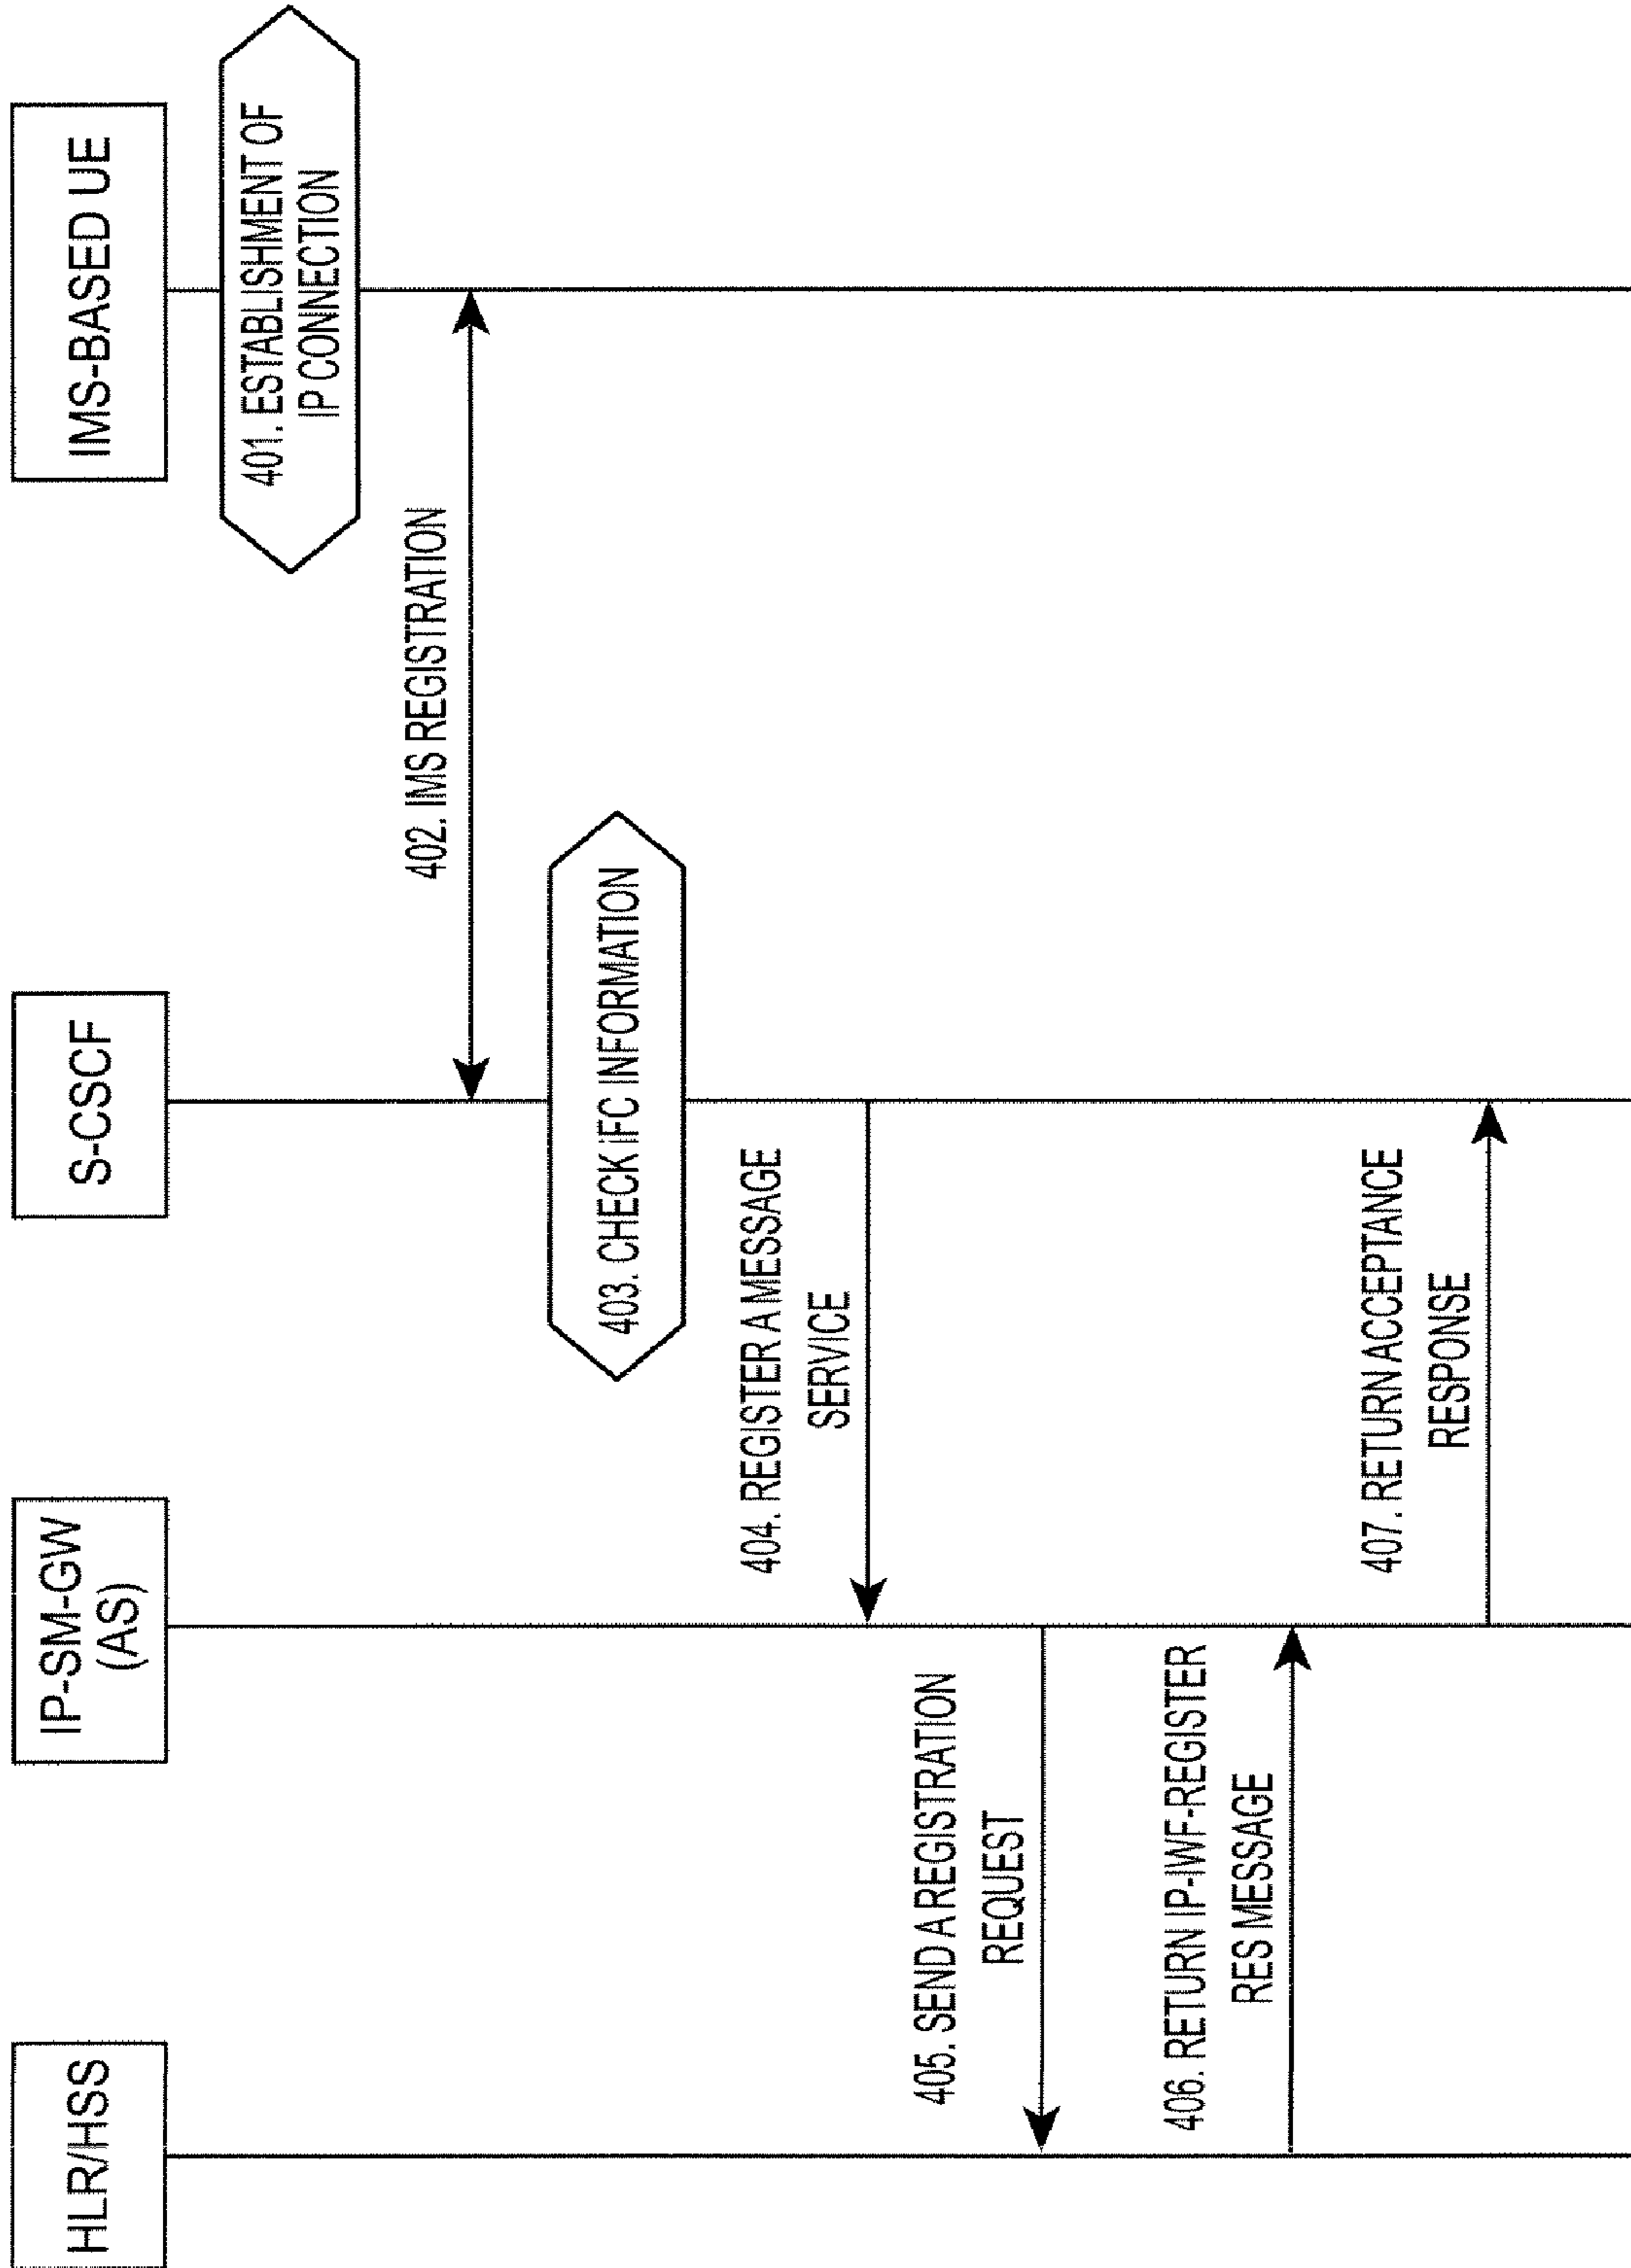 HLR/HSS
IP-SM-GW
(AS)
S-CSCF
IMS-BASED UE
401. ESTABLISHMENT OF
IP CONNECTION
402. IMS REGISTRATION
403. CHECK iFC INFORMATION
404. REGISTER A MESSAGE
SERVICE
405. SEND A REGISTRATION
REQUEST
406. RETURN IP-IWF-REGISTER
RES MESSAGE
407. RETURN ACCEPTANCE
RESPONSE